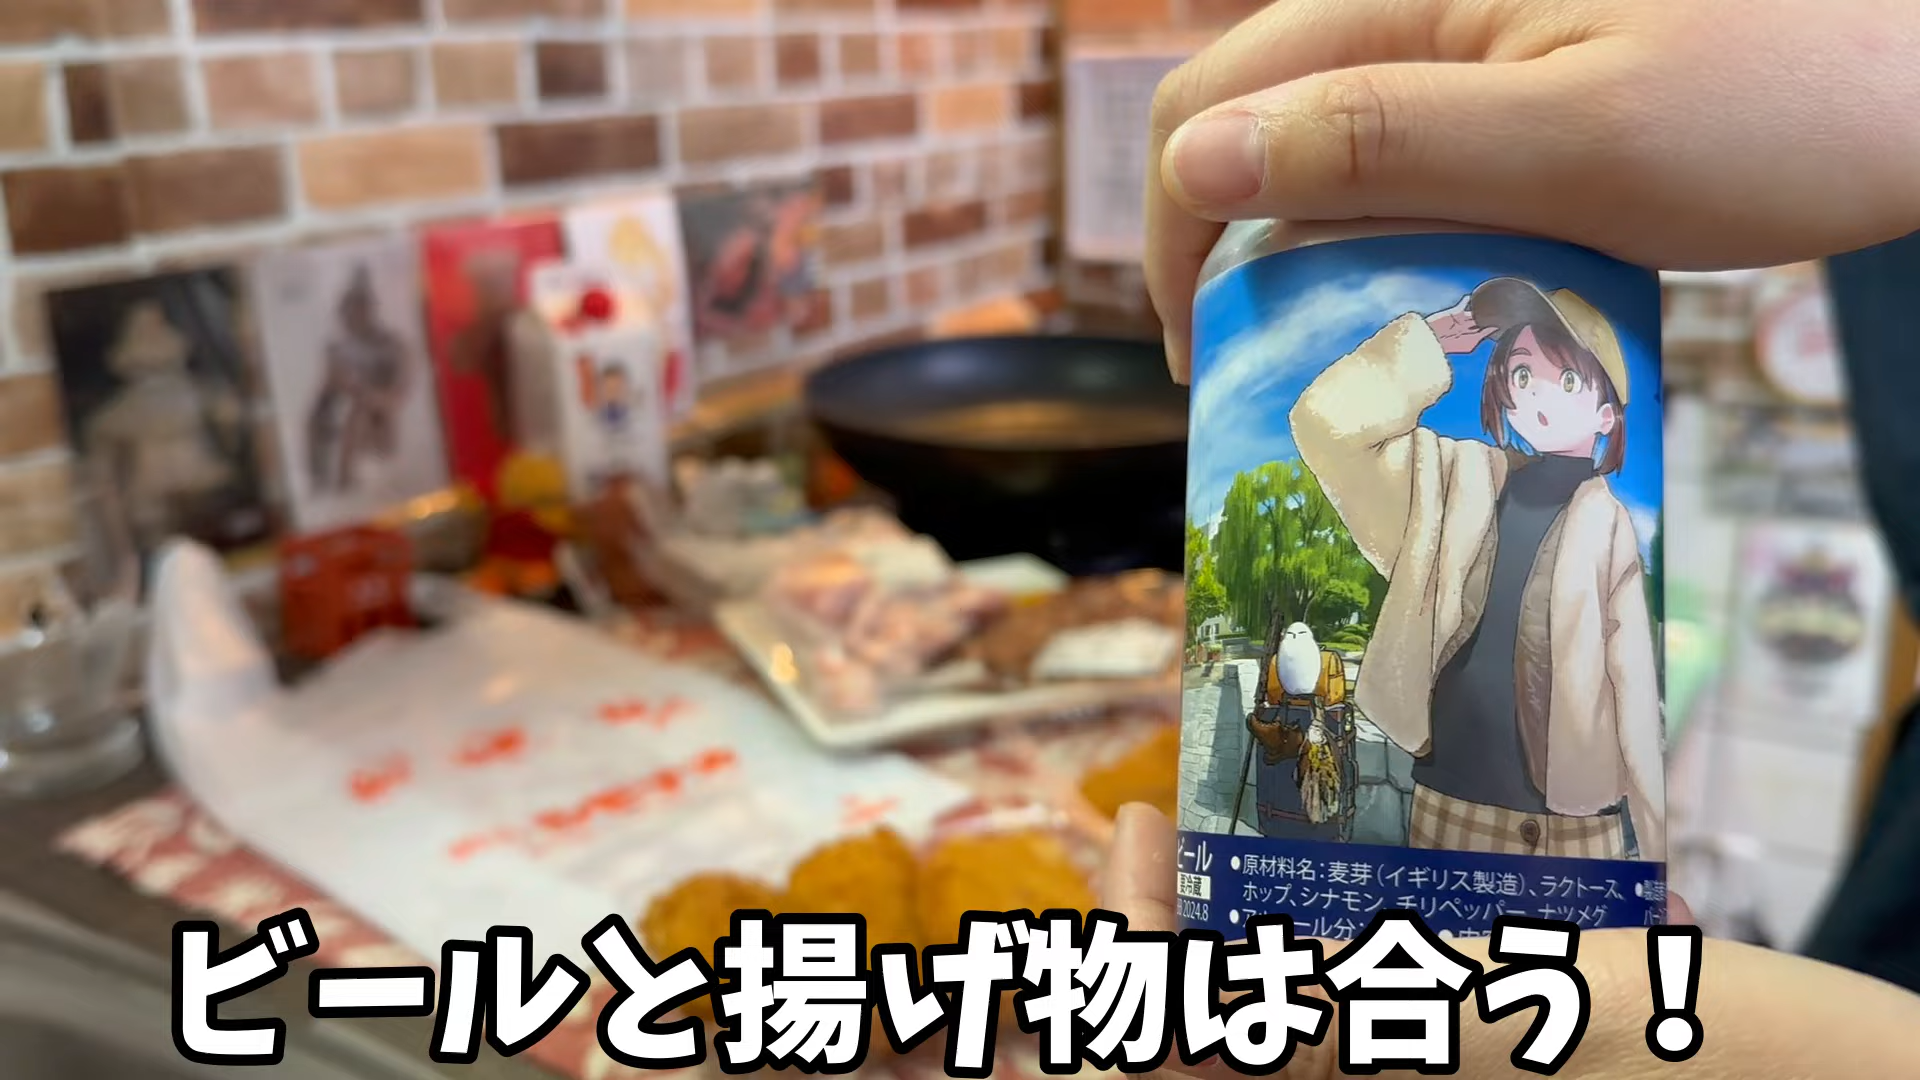 ビール
要冷蔵
2024.8
●原材料名：麦芽（イギリス製造）、ラクトース、
ホップ、シナモン、チリペッパー、ナツメグ
ビールと揚げ物は合う！